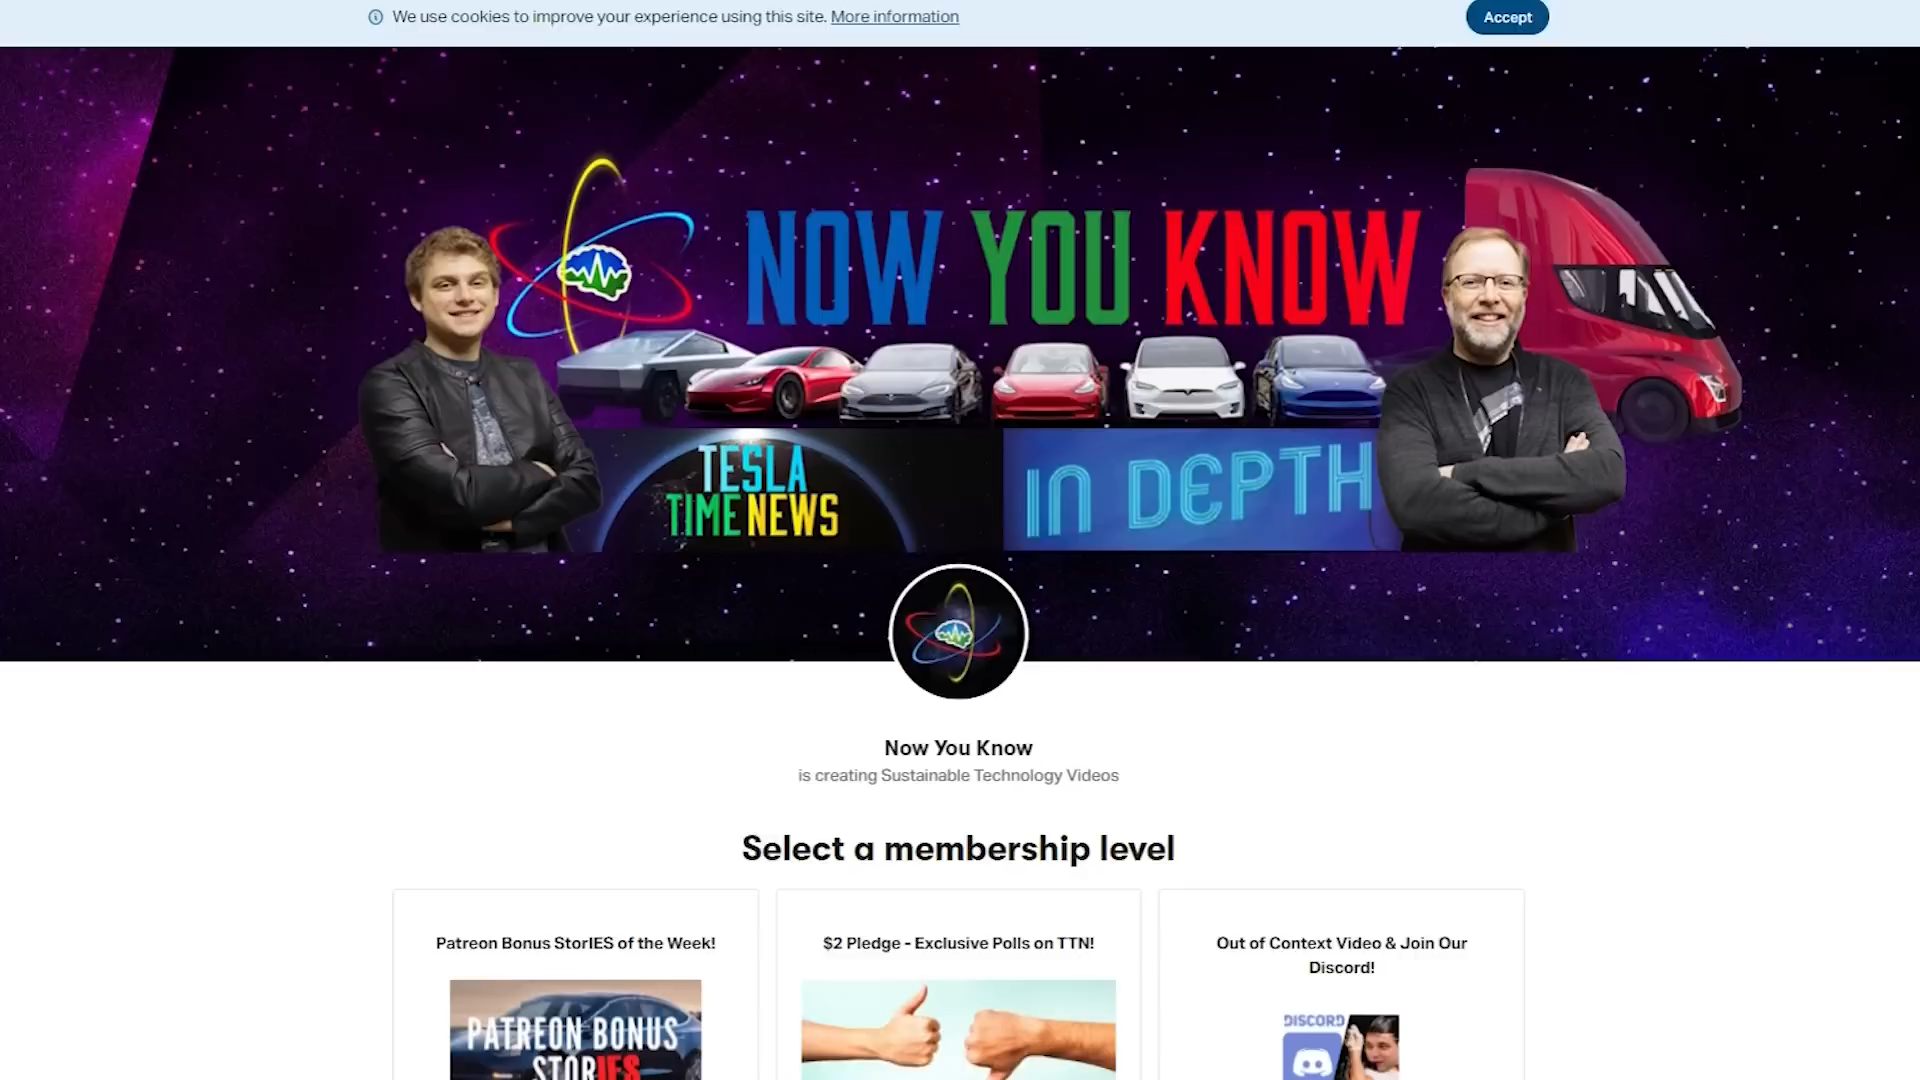 We use cookies to improve your experience using this site. More information
Accept
NOW YOU KNOW
TESLA
TIME NEWS
IN DEPTH
Now You Know
is creating Sustainable Technology Videos
Select a membership level
Patreon Bonus StorIES of the Week!
$2 Pledge - Exclusive Polls on TTN!
Out of Context Video & Join Our
Discord!
PATREON BONUS
STORIES
DISCORD